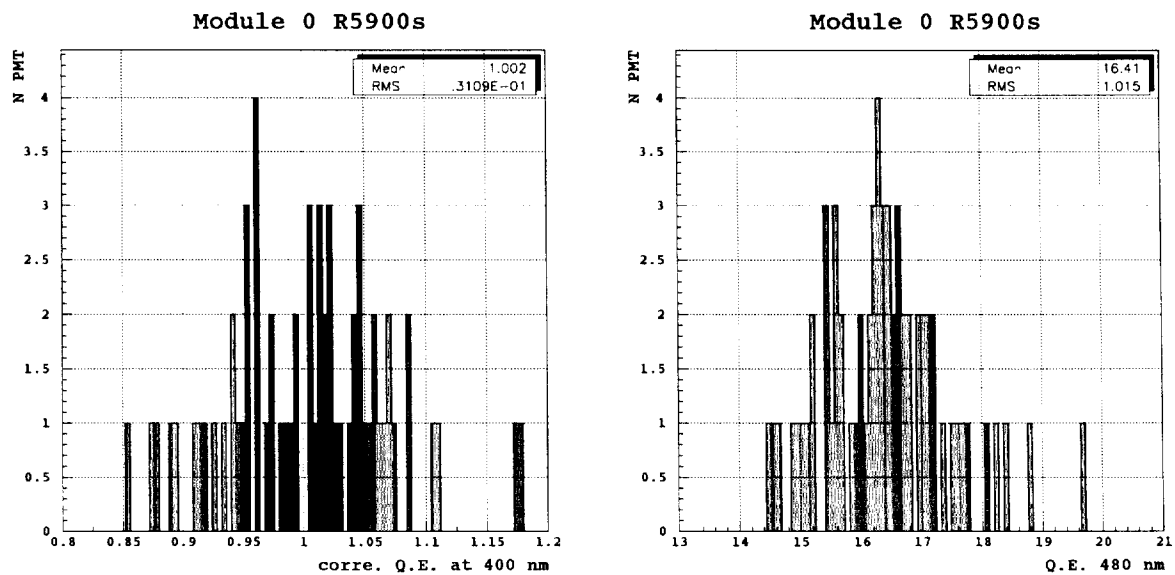 Module 0 R5900s
N PMT
Mean 1.002
RMS .3109E-01
4
3.5
3
2.5
2
1.5
1
0.5
0
0.8 0.85 0.9 0.95 1 1.05 1.1 1.15 1.2
corre. Q.E. at 400 nm
Module 0 R5900s
N PMT
Mean 16.41
RMS 1.015
4
3.5
3
2.5
2
1.5
1
0.5
0
13 14 15 16 17 18 19 20 21
Q.E. 480 nm